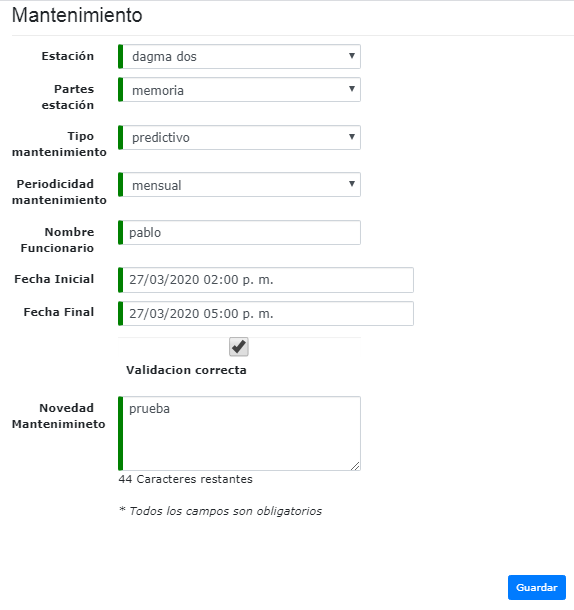 Mantenimiento
Estación dagma dos
Partes
estación memoria
Tipo
mantenimiento predictivo
Periodicidad
mantenimiento mensual
Nombre
Funcionario pablo
Fecha Inicial 27/03/2020 02:00 p. m.
Fecha Final 27/03/2020 05:00 p. m.
Validacion correcta
Novedad
Mantenimineto prueba
44 Caracteres restantes
* Todos los campos son obligatorios
Guardar